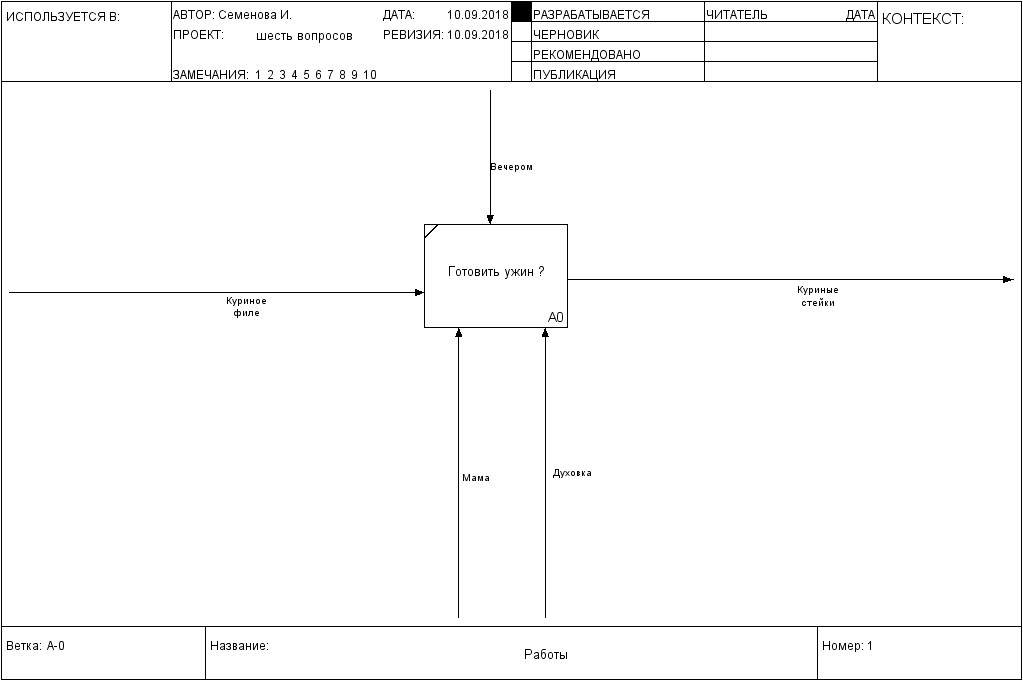 ИСПОЛЬЗУЕТСЯ В:
АВТОР: Семенова И.
ДАТА: 10.09.2018
ПРОЕКТ: шесть вопросов
РЕВИЗИЯ: 10.09.2018
ЗАМЕЧАНИЯ: 1 2 3 4 5 6 7 8 9 10
РАЗРАБАТЫВАЕТСЯ
ЧЕРНОВИК
РЕКОМЕНДОВАНО
ПУБЛИКАЦИЯ
ЧИТАТЕЛЬ ДАТА
КОНТЕКСТ:
Вечером
Готовить ужин ?
A0
Куриное
филе
Куриные
стейки
Мама
Духовка
Ветка: A-0
Название:
Работы
Номер: 1